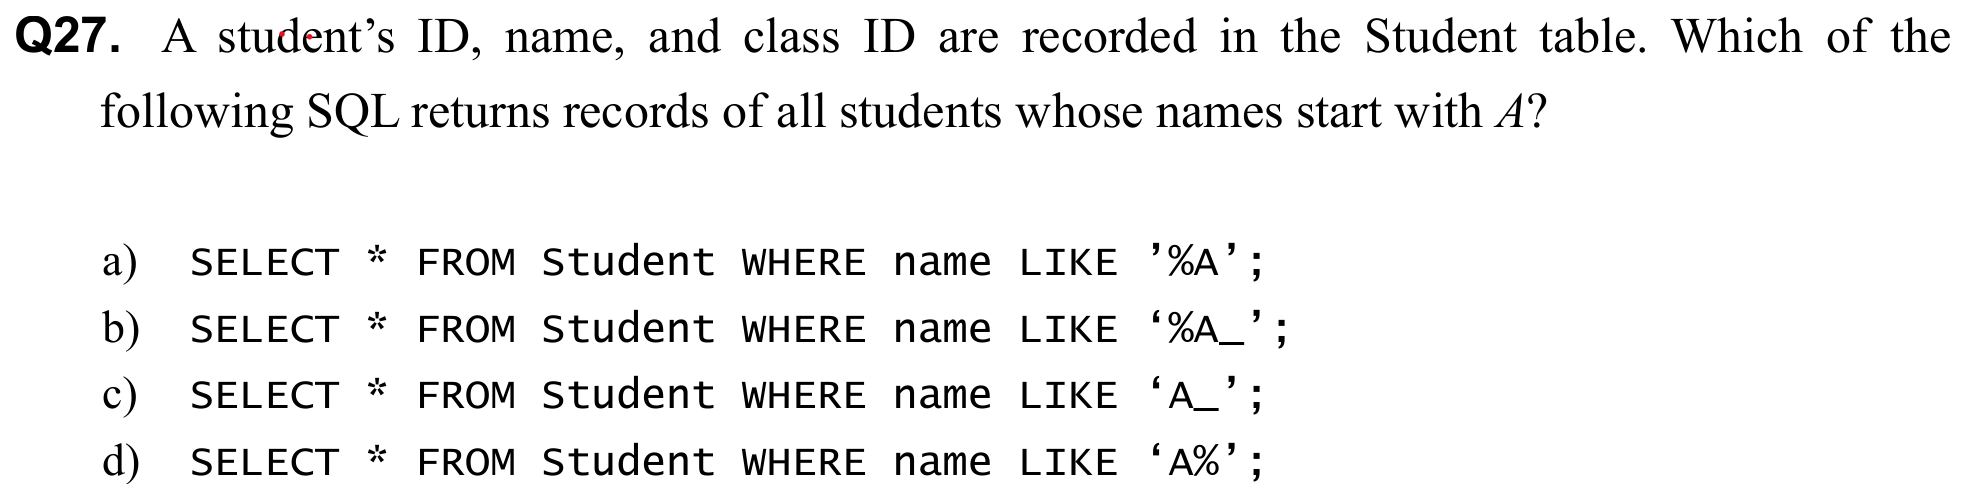 Q27. A student’s ID, name, and class ID are recorded in the Student table. Which of the
following SQL returns records of all students whose names start with A?
a) SELECT * FROM Student WHERE name LIKE ’%A’;
b) SELECT * FROM Student WHERE name LIKE ‘%A_’;
c) SELECT * FROM Student WHERE name LIKE ‘A_’;
d) SELECT * FROM Student WHERE name LIKE ‘A%’;